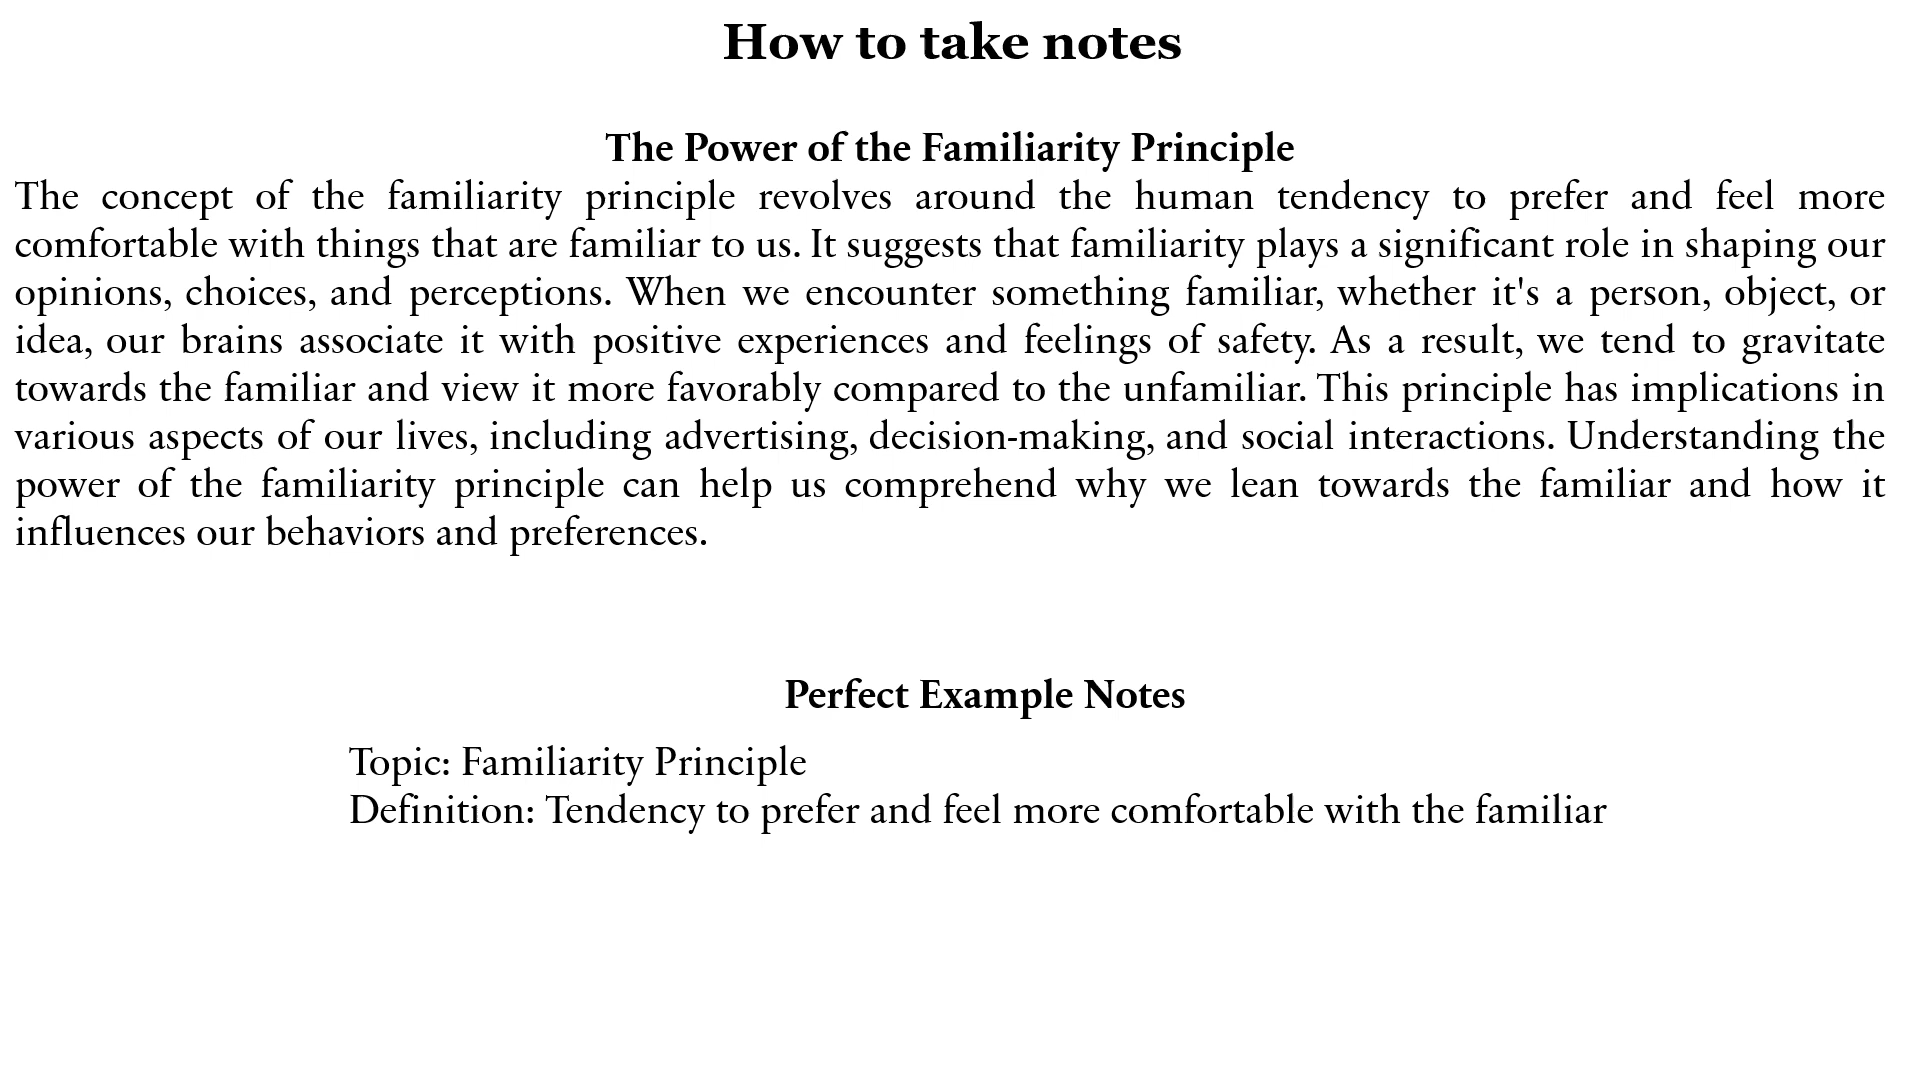 How to take notes
The Power of the Familiarity Principle
The concept of the familiarity principle revolves around the human tendency to prefer and feel more
comfortable with things that are familiar to us. It suggests that familiarity plays a significant role in shaping our
opinions, choices, and perceptions. When we encounter something familiar, whether it's a person, object, or
idea, our brains associate it with positive experiences and feelings of safety. As a result, we tend to gravitate
towards the familiar and view it more favorably compared to the unfamiliar. This principle has implications in
various aspects of our lives, including advertising, decision-making, and social interactions. Understanding the
power of the familiarity principle can help us comprehend why we lean towards the familiar and how it
influences our behaviors and preferences.
Perfect Example Notes
Topic: Familiarity Principle
Definition: Tendency to prefer and feel more comfortable with the familiar